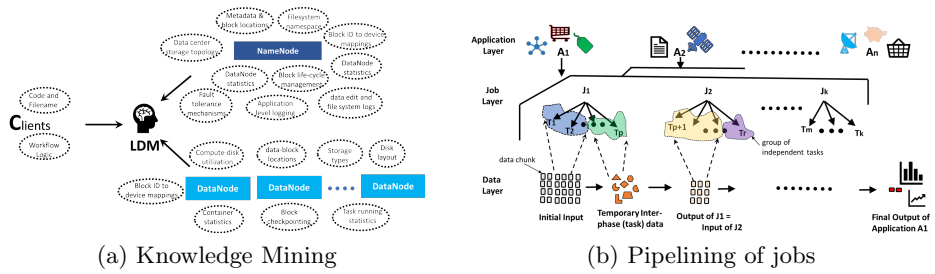 (a)
Metadata &
block locations
Filesystem
namespace
Block ID to device
mappings
Data center
storage topology
NameNode
DataNode
statistics
DataNode
statistics
Block life-cycle
management
Fault
tolerance
mechanisms
Application
level logging
data edit and
file system logs
Code and
Filename
Clients
Workflow
Logs
LDM
Compute-disk
utilization
data-block
locations
Storage
types
Disk
layout
Block ID to
device mappings
DataNode
DataNode
DataNode
Container
statistics
Block
checkpointing
Task running
statistics
(a) Knowledge Mining
(b)
Application
Layer
A1
A2
An
Job
Layer
J1
J2
Jk
T1
T2
Tp
Tp+1
Tr
Tm
Tk
group of
independent tasks
data chunk
Data
Layer
Initial Input
Temporary Inter-
phase (task) data
Output of J1 =
Input of J2
Final Output of
Application A1
(b) Pipelining of jobs